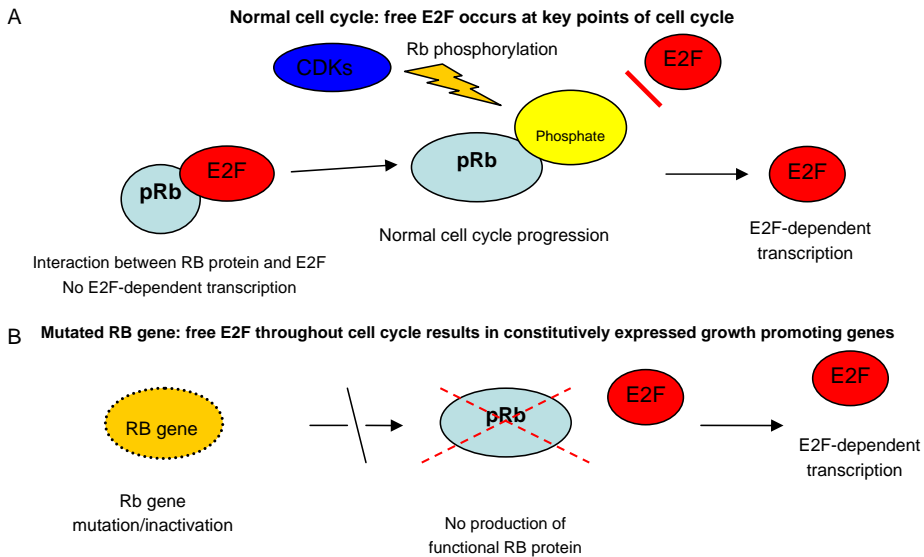 A
Normal cell cycle: free E2F occurs at key points of cell cycle
Rb phosphorylation
CDKs
E2F
Phosphate
pRb
E2F
pRb
E2F
Normal cell cycle progression
E2F-dependent
transcription
Interaction between RB protein and E2F
No E2F-dependent transcription
B
Mutated RB gene: free E2F throughout cell cycle results in constitutively expressed growth promoting genes
RB gene
pRb
E2F
E2F
E2F-dependent
transcription
Rb gene
mutation/inactivation
No production of
functional RB protein